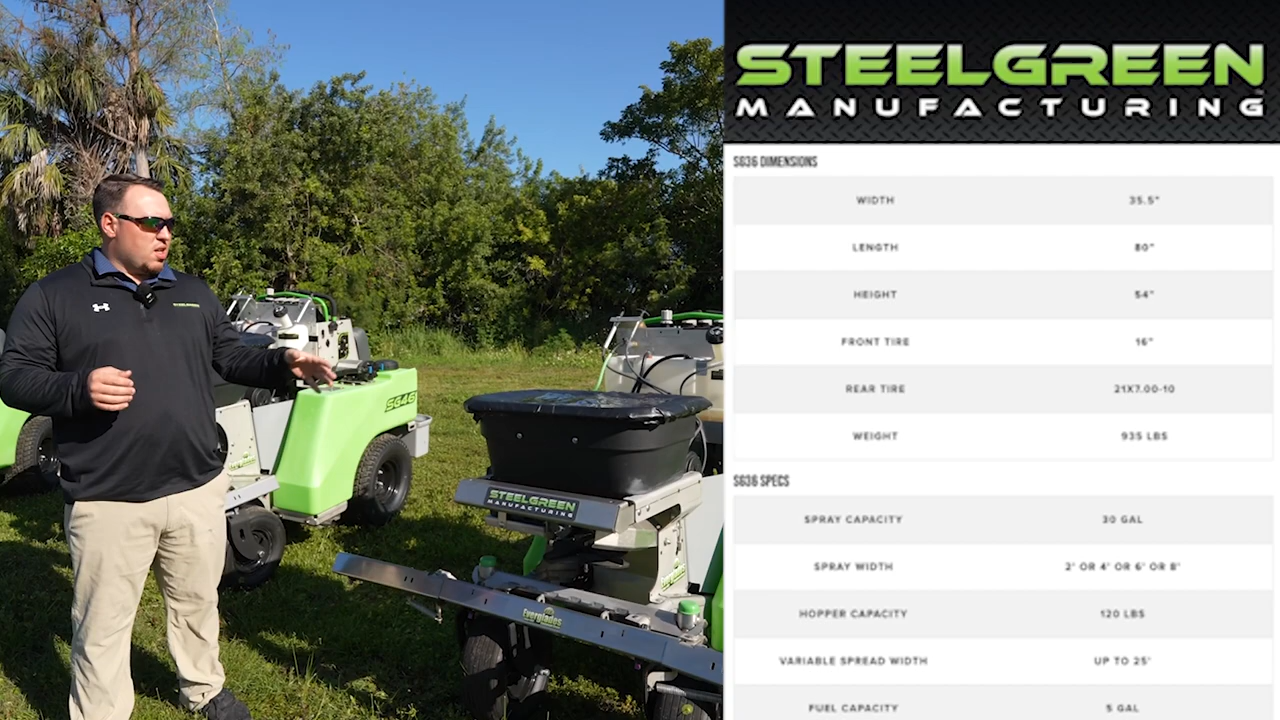 STEELGREEN
MANUFACTURING
SG36 DIMENSIONS
WIDTH 35.5"
LENGTH 80"
HEIGHT 54"
FRONT TIRE 16"
REAR TIRE 21X7.00-10
WEIGHT 935 LBS
SG36 SPECS
SPRAY CAPACITY 30 GAL
SPRAY WIDTH 2' OR 4' OR 6' OR 8'
HOPPER CAPACITY 120 LBS
VARIABLE SPREAD WIDTH UP TO 25'
FUEL CAPACITY 5 GAL
STEELGREEN
SG46
STEELGREEN
MANUFACTURING
Everglades